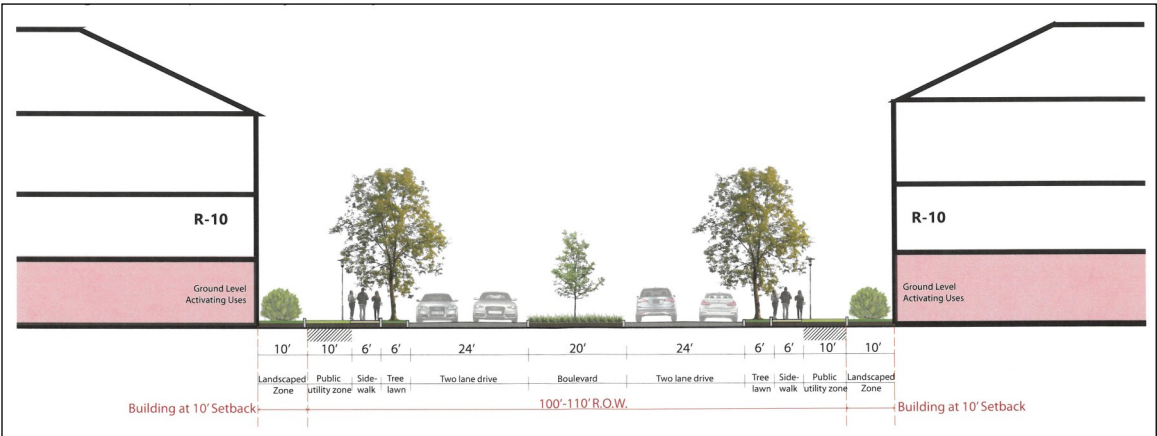 R-10
R-10
Ground Level
Activating Uses
Ground Level
Activating Uses
10' 10' 6' 6' 24' 20' 24' 6' 6' 10' 10'
Landscaped Zone
Public utility zone
Side-walk
Tree lawn
Two lane drive
Boulevard
Two lane drive
Tree lawn
Side-walk
Public utility zone
Landscaped Zone
Building at 10' Setback
100'-110' R.O.W.
Building at 10' Setback